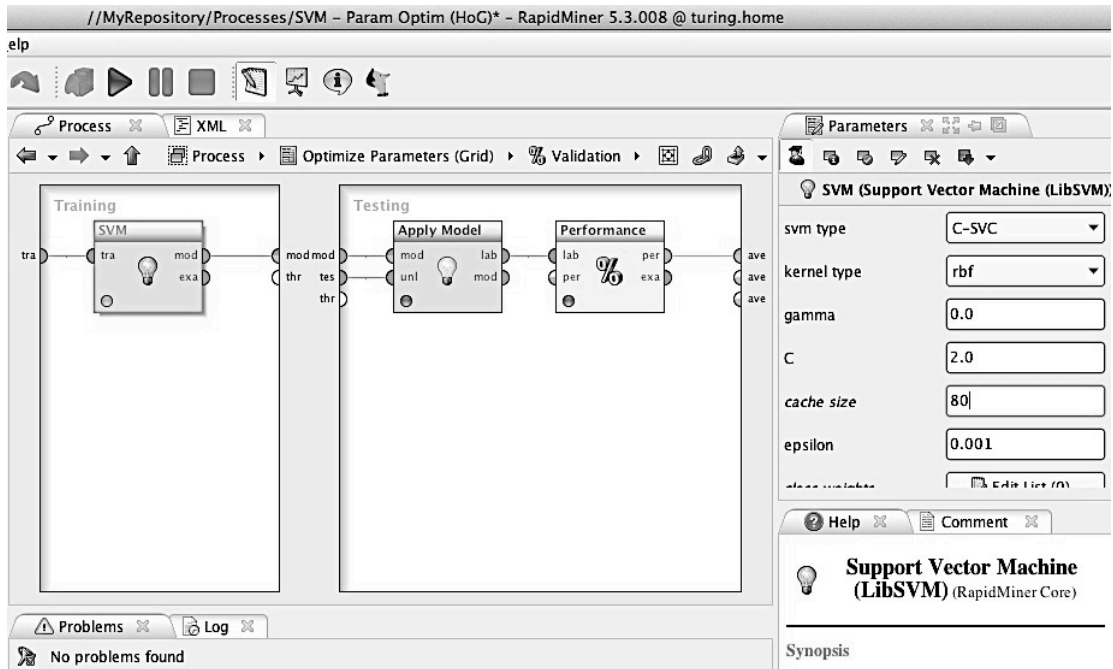 //MyRepository/Processes/SVM – Param Optim (HoG)* – RapidMiner 5.3.008 @ turing.home
elp
Process
XML
Process
Optimize Parameters (Grid)
Validation
Training
SVM
tra
tra
mod
exa
mod
thr
Testing
mod
tes
thr
Apply Model
mod
unl
lab
mod
Performance
lab
per
%
per
exa
ave
ave
ave
Parameters
SVM (Support Vector Machine (LibSVM))
svm type
C-SVC
kernel type
rbf
gamma
0.0
C
2.0
cache size
80
epsilon
0.001
class weights
Edit List (0)
Help
Comment
Support Vector Machine
(LibSVM) (RapidMiner Core)
Synopsis
Problems
Log
No problems found